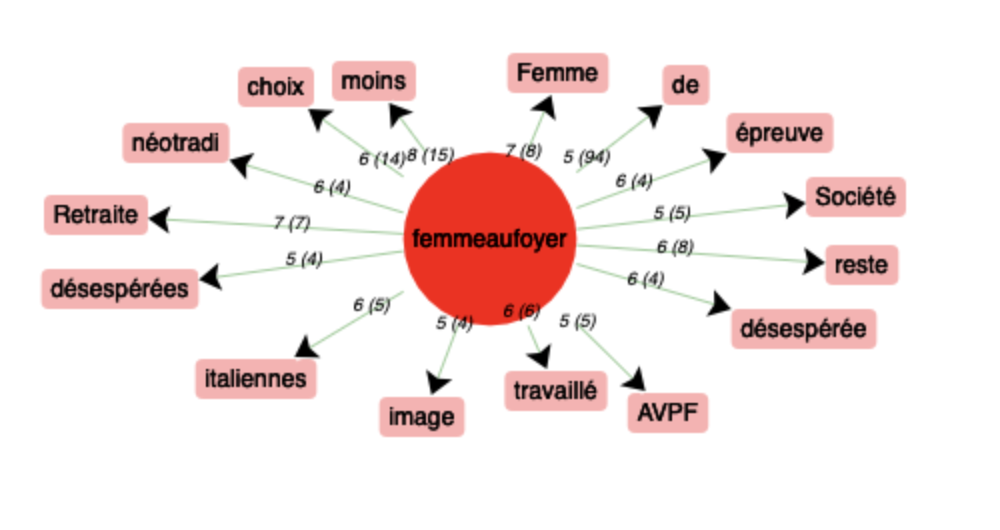 Femme
moins
choix
de
épreuve
néotradi
7 (8)
6 (14)
8 (15)
5 (94)
6 (4)
6 (4)
Société
Retraite
5 (5)
7 (7)
femmeaufoyer
6 (8)
5 (4)
reste
6 (4)
désespérées
6 (5)
6 (6)
5 (4)
5 (5)
désespérée
italiennes
travaillé
AVPF
image